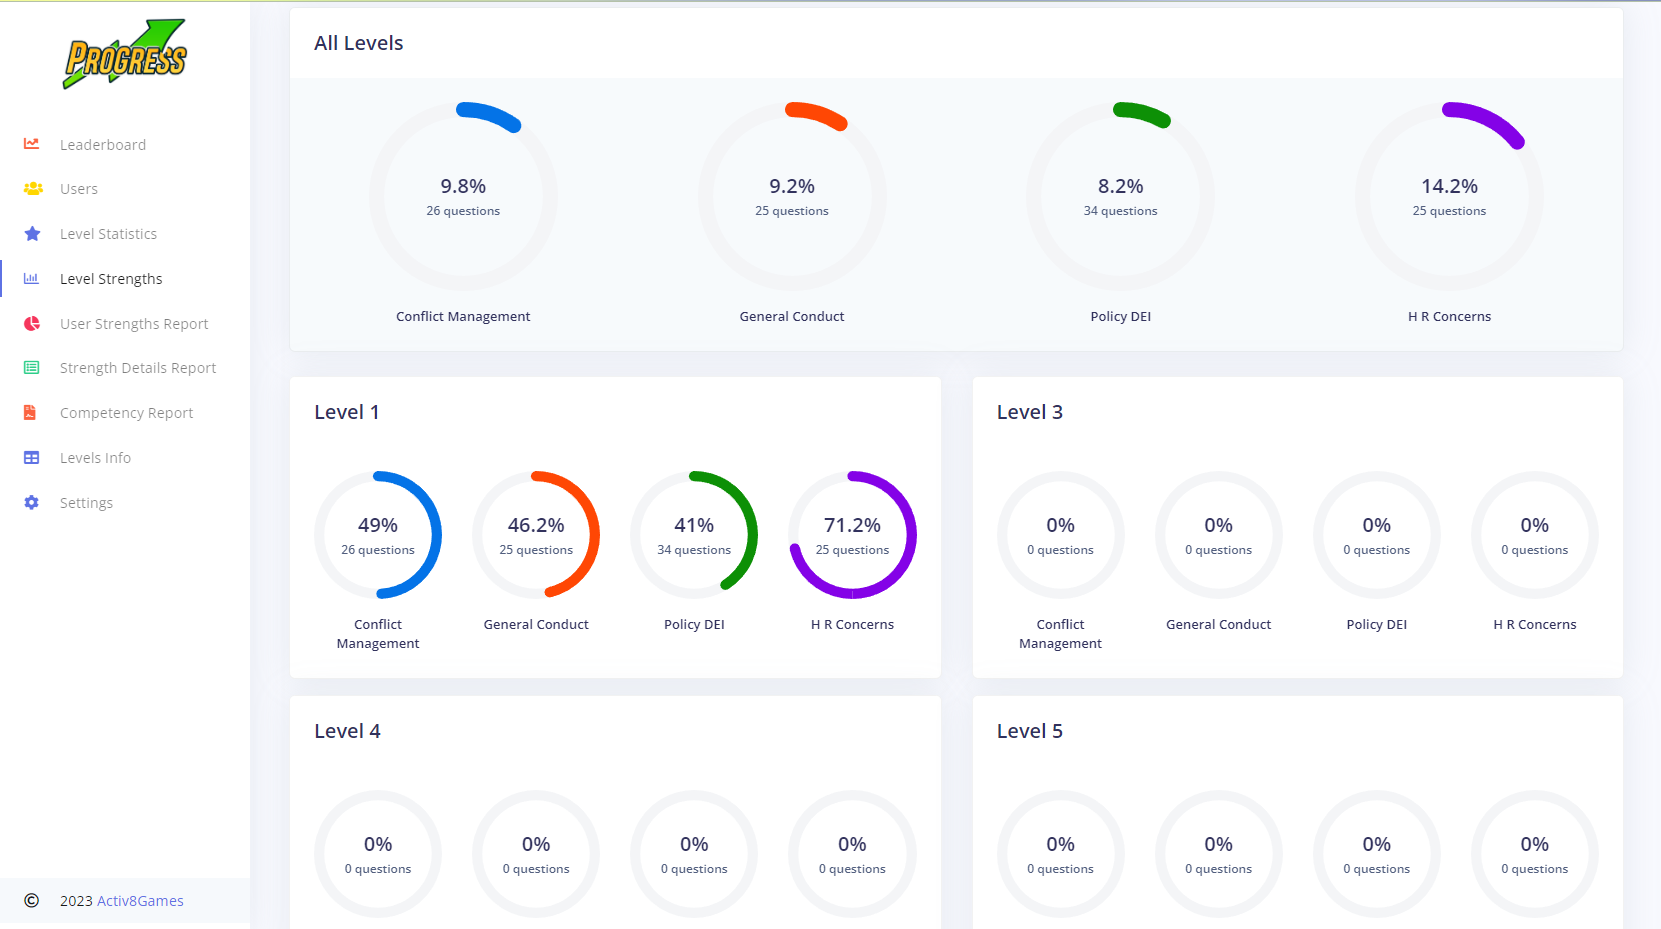 PROGRESS
Leaderboard
Users
Level Statistics
Level Strengths
User Strengths Report
Strength Details Report
Competency Report
Levels Info
Settings
© 2023 Activ8Games
All Levels
9.8%
26 questions
Conflict Management
9.2%
25 questions
General Conduct
8.2%
34 questions
Policy DEI
14.2%
25 questions
H R Concerns
Level 1
49%
26 questions
Conflict
Management
46.2%
25 questions
General Conduct
41%
34 questions
Policy DEI
71.2%
25 questions
H R Concerns
Level 3
0%
0 questions
Conflict
Management
0%
0 questions
General Conduct
0%
0 questions
Policy DEI
0%
0 questions
H R Concerns
Level 4
0%
0 questions
0%
0 questions
0%
0 questions
0%
0 questions
Level 5
0%
0 questions
0%
0 questions
0%
0 questions
0%
0 questions